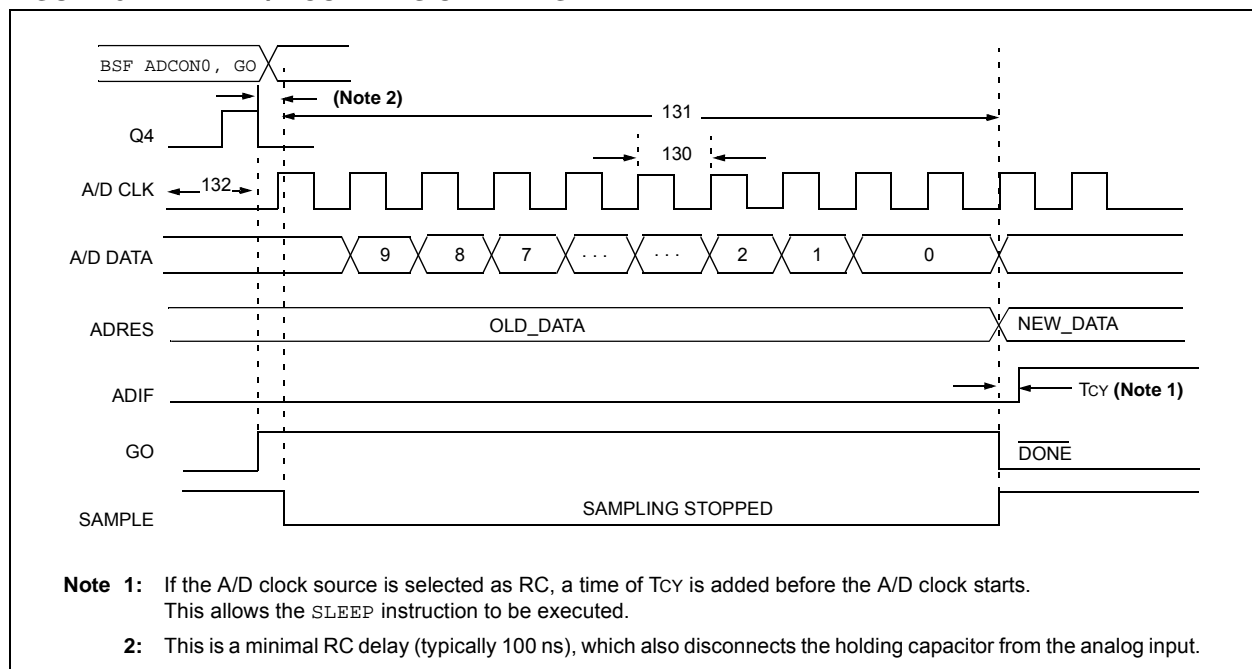 BSF ADCON0, GO
(Note 2)
131
Q4
130
A/D CLK
132
A/D DATA
9
8
7
. . .
. . .
2
1
0
ADRES
OLD_DATA
NEW_DATA
ADIF
TCY (Note 1)
GO
DONE
SAMPLE
SAMPLING STOPPED
Note 1: If the A/D clock source is selected as RC, a time of TCY is added before the A/D clock starts.
This allows the SLEEP instruction to be executed.
2: This is a minimal RC delay (typically 100 ns), which also disconnects the holding capacitor from the analog input.